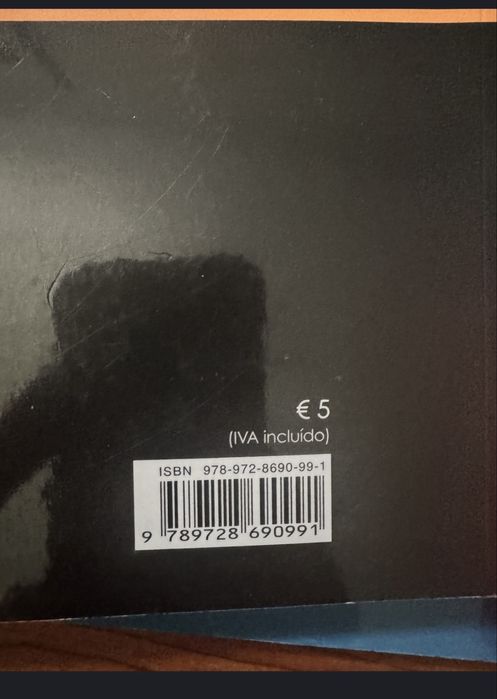 € 5
(IVA incluído)
ISBN 978-972-8690-99-1
9 789728 690991